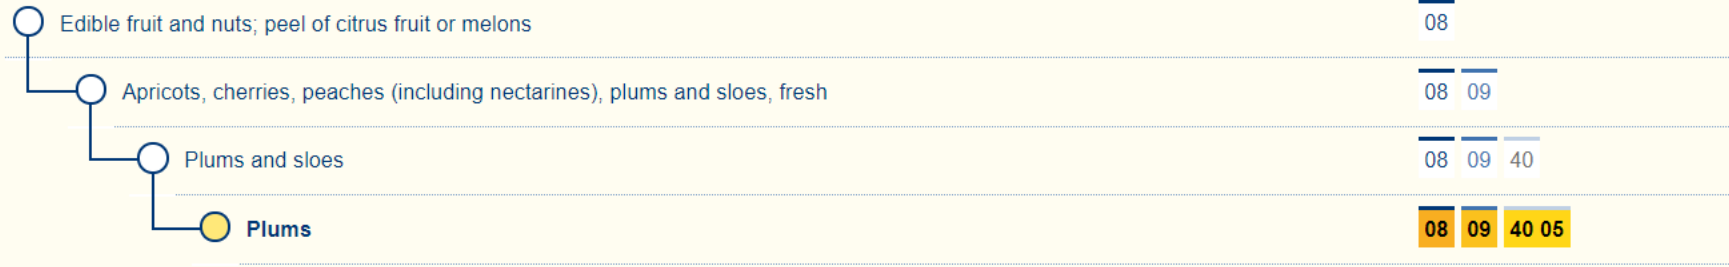 Edible fruit and nuts; peel of citrus fruit or melons 08
Apricots, cherries, peaches (including nectarines), plums and sloes, fresh 08 09
Plums and sloes 08 09 40
Plums 08 09 40 05